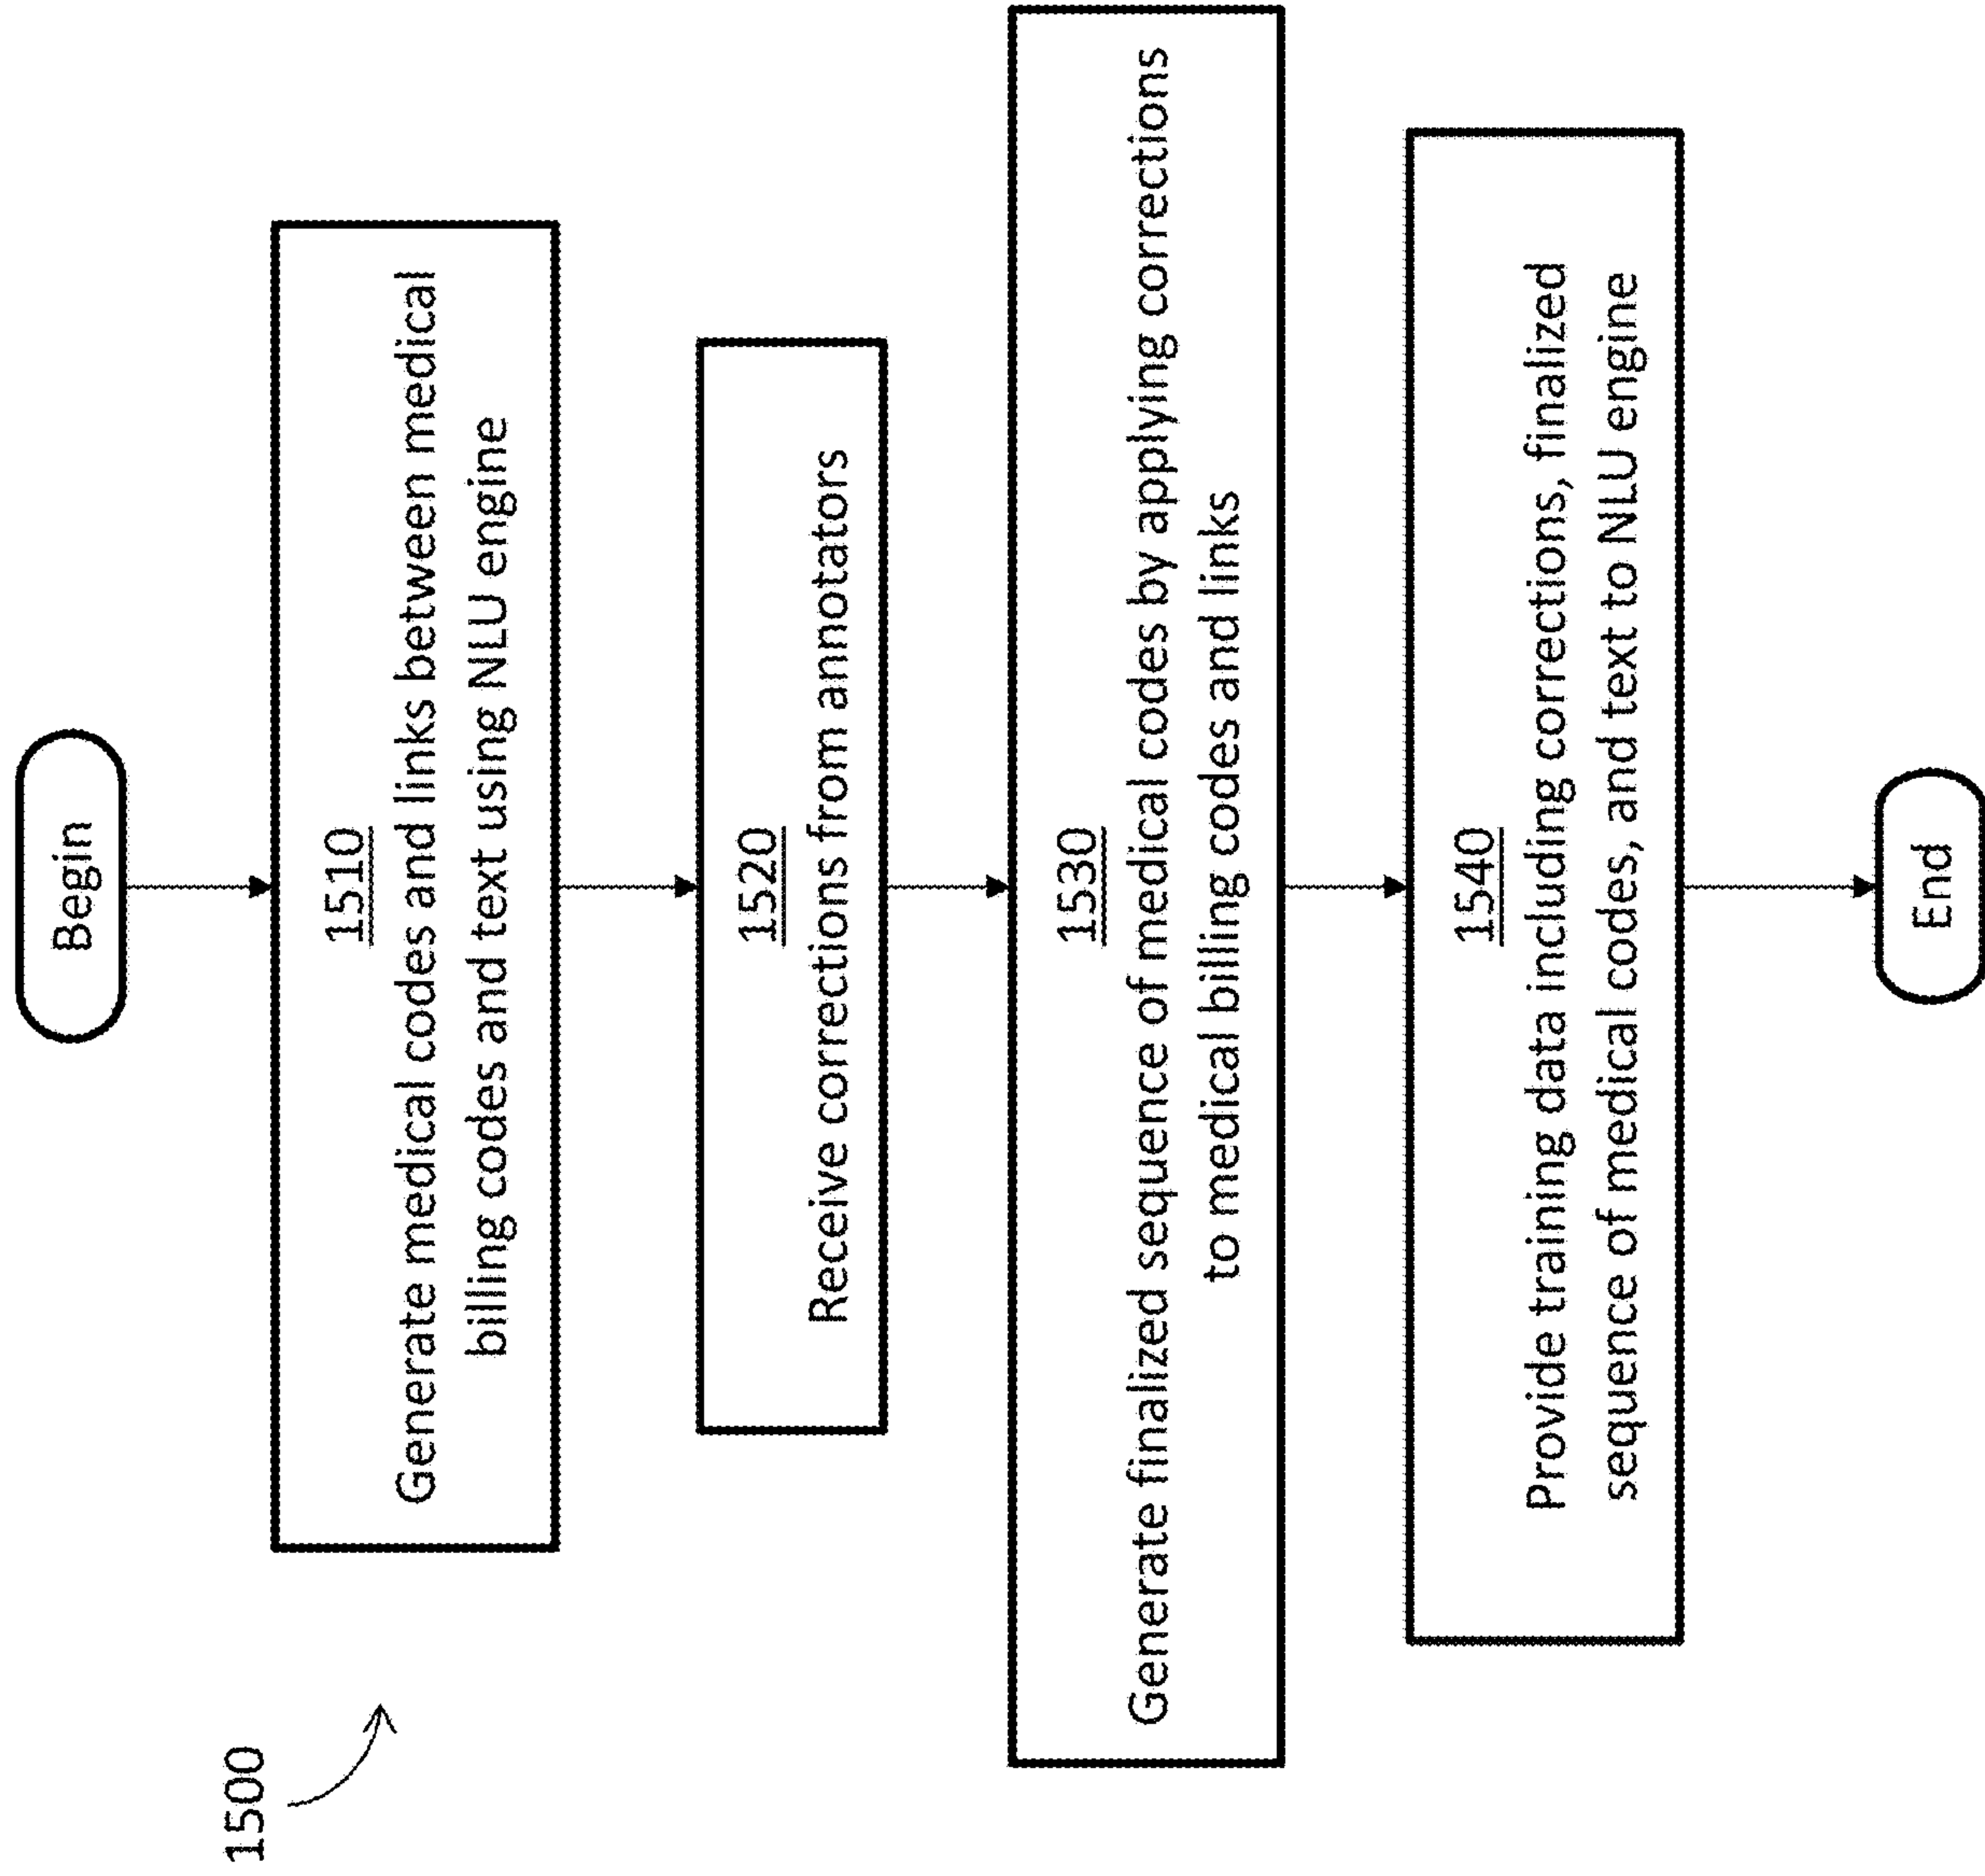 1500
Begin
1510
Generate medical codes and links between medical
billing codes and text using NLU engine
1520
Receive corrections from annotators
1530
Generate finalized sequence of medical codes by applying corrections
to medical billing codes and links
1540
Provide training data including corrections, finalized
sequence of medical codes, and text to NLU engine
End